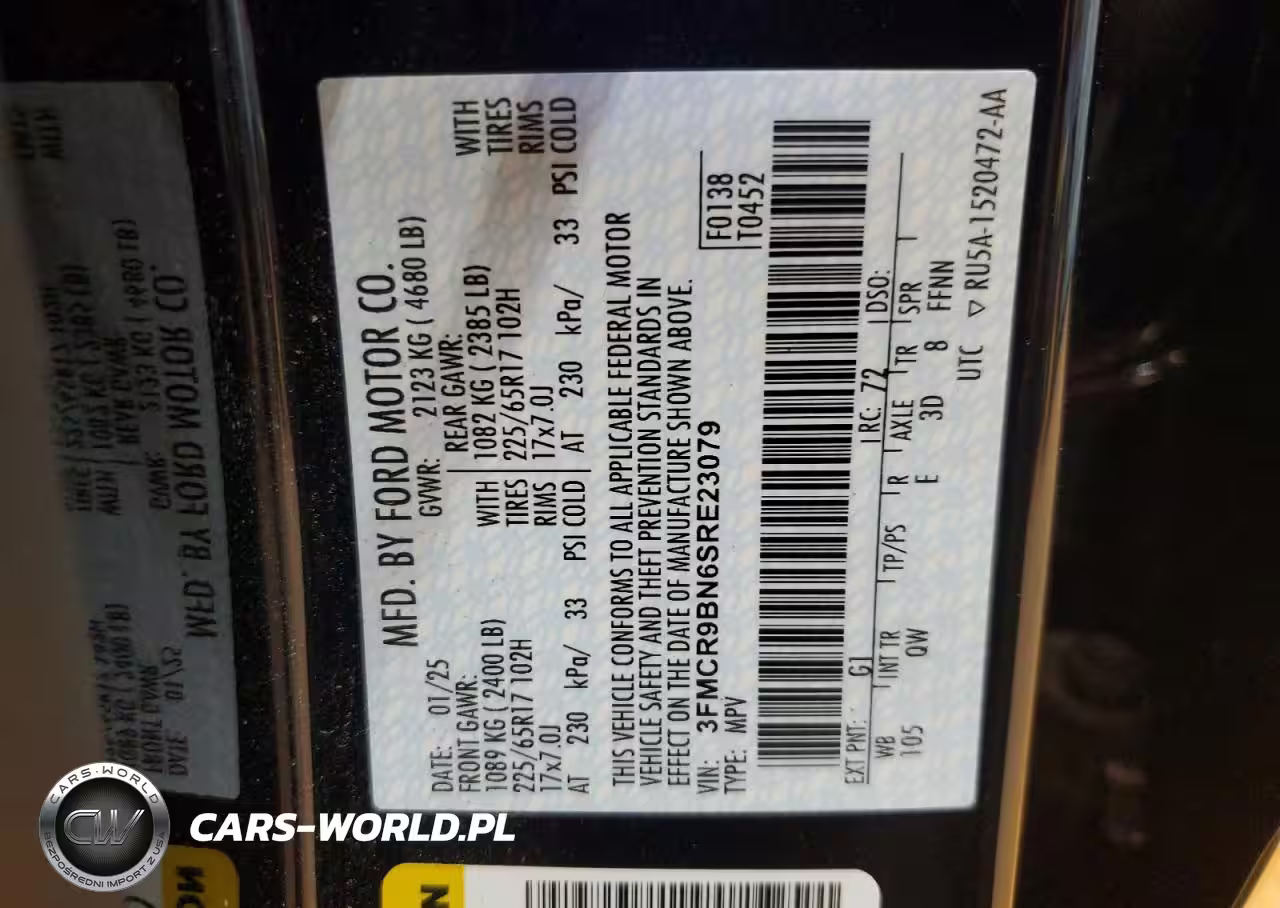 MFD. BY FORD MOTOR CO.
DATE: 01/25 GVWR: 2123 KG ( 4680 LB)
FRONT GAWR: REAR GAWR:
1089 KG ( 2400 LB) WITH 1082 KG ( 2385 LB) WITH
225/65R17 102H TIRES 225/65R17 102H TIRES
17x7.0J RIMS 17x7.0J RIMS
AT 230 kPa/ 33 PSI COLD AT 230 kPa/ 33 PSI COLD
THIS VEHICLE CONFORMS TO ALL APPLICABLE FEDERAL MOTOR
VEHICLE SAFETY AND THEFT PREVENTION STANDARDS IN
EFFECT ON THE DATE OF MANUFACTURE SHOWN ABOVE.
VIN: 3FMCR9BN6SRE23079 F0138
TYPE: MPV T0452
EXT PNT: G1 RC: 72 DSO:
WB INT TR TP/PS R AXLE TR SPR
105 QW E 3D 8 FFNN
UTC ▽ RU5A-1520472-AA
CARS-WORLD
CW
BEZPOŚREDNI IMPORT Z USA
CARS-WORLD.PL